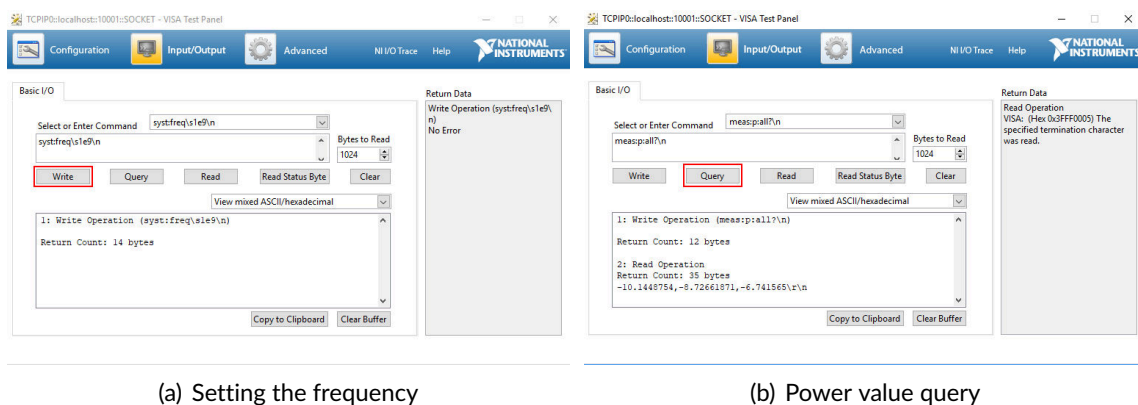 TCPIP0::localhost::10001::SOCKET - VISA Test Panel
Configuration
Input/Output
Advanced
NI I/O Trace
Help
NATIONAL
INSTRUMENTS
Basic I/O
Select or Enter Command
syst:freq\s1e9\n
syst:freq\s1e9\n
Bytes to Read
1024
Write
Query
Read
Read Status Byte
Clear
View mixed ASCII/hexadecimal
1: Write Operation (syst:freq\s1e9\n)
Return Count: 14 bytes
Copy to Clipboard
Clear Buffer
Return Data
Write Operation (syst:freq\s1e9\
n)
No Error
(a) Setting the frequency
TCPIP0::localhost::10001::SOCKET - VISA Test Panel
Configuration
Input/Output
Advanced
NI I/O Trace
Help
NATIONAL
INSTRUMENTS
Basic I/O
Select or Enter Command
meas:p:all?\n
meas:p:all?\n
Bytes to Read
1024
Write
Query
Read
Read Status Byte
Clear
View mixed ASCII/hexadecimal
1: Write Operation (meas:p:all?\n)
Return Count: 12 bytes
2: Read Operation
Return Count: 35 bytes
-10.1448754,-8.72661871,-6.741565\r\n
Copy to Clipboard
Clear Buffer
Return Data
Read Operation
VISA: (Hex 0x3FFF0005) The
specified termination character
was read.
(b) Power value query